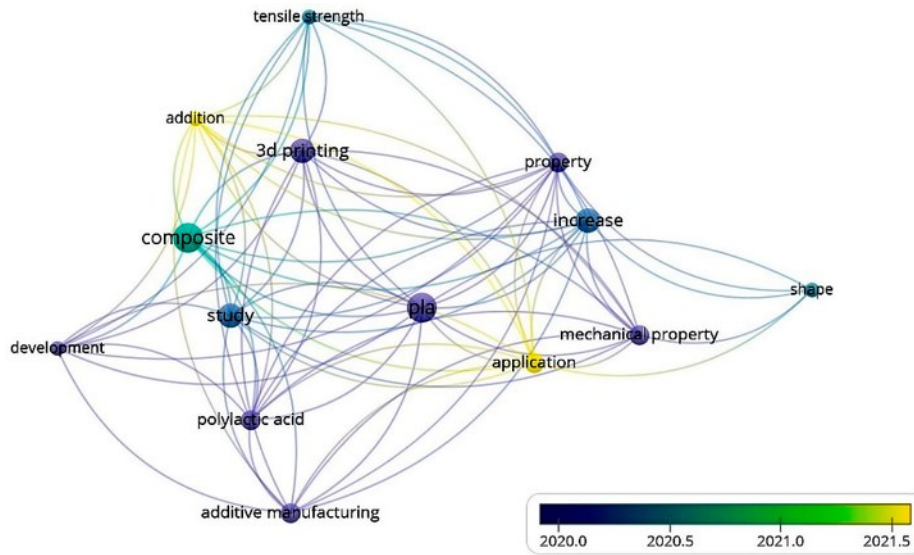 tensile strength
addition
3d printing
property
increase
composite
shape
pla
study
mechanical property
development
application
polylactic acid
additive manufacturing
2020.0 2020.5 2021.0 2021.5